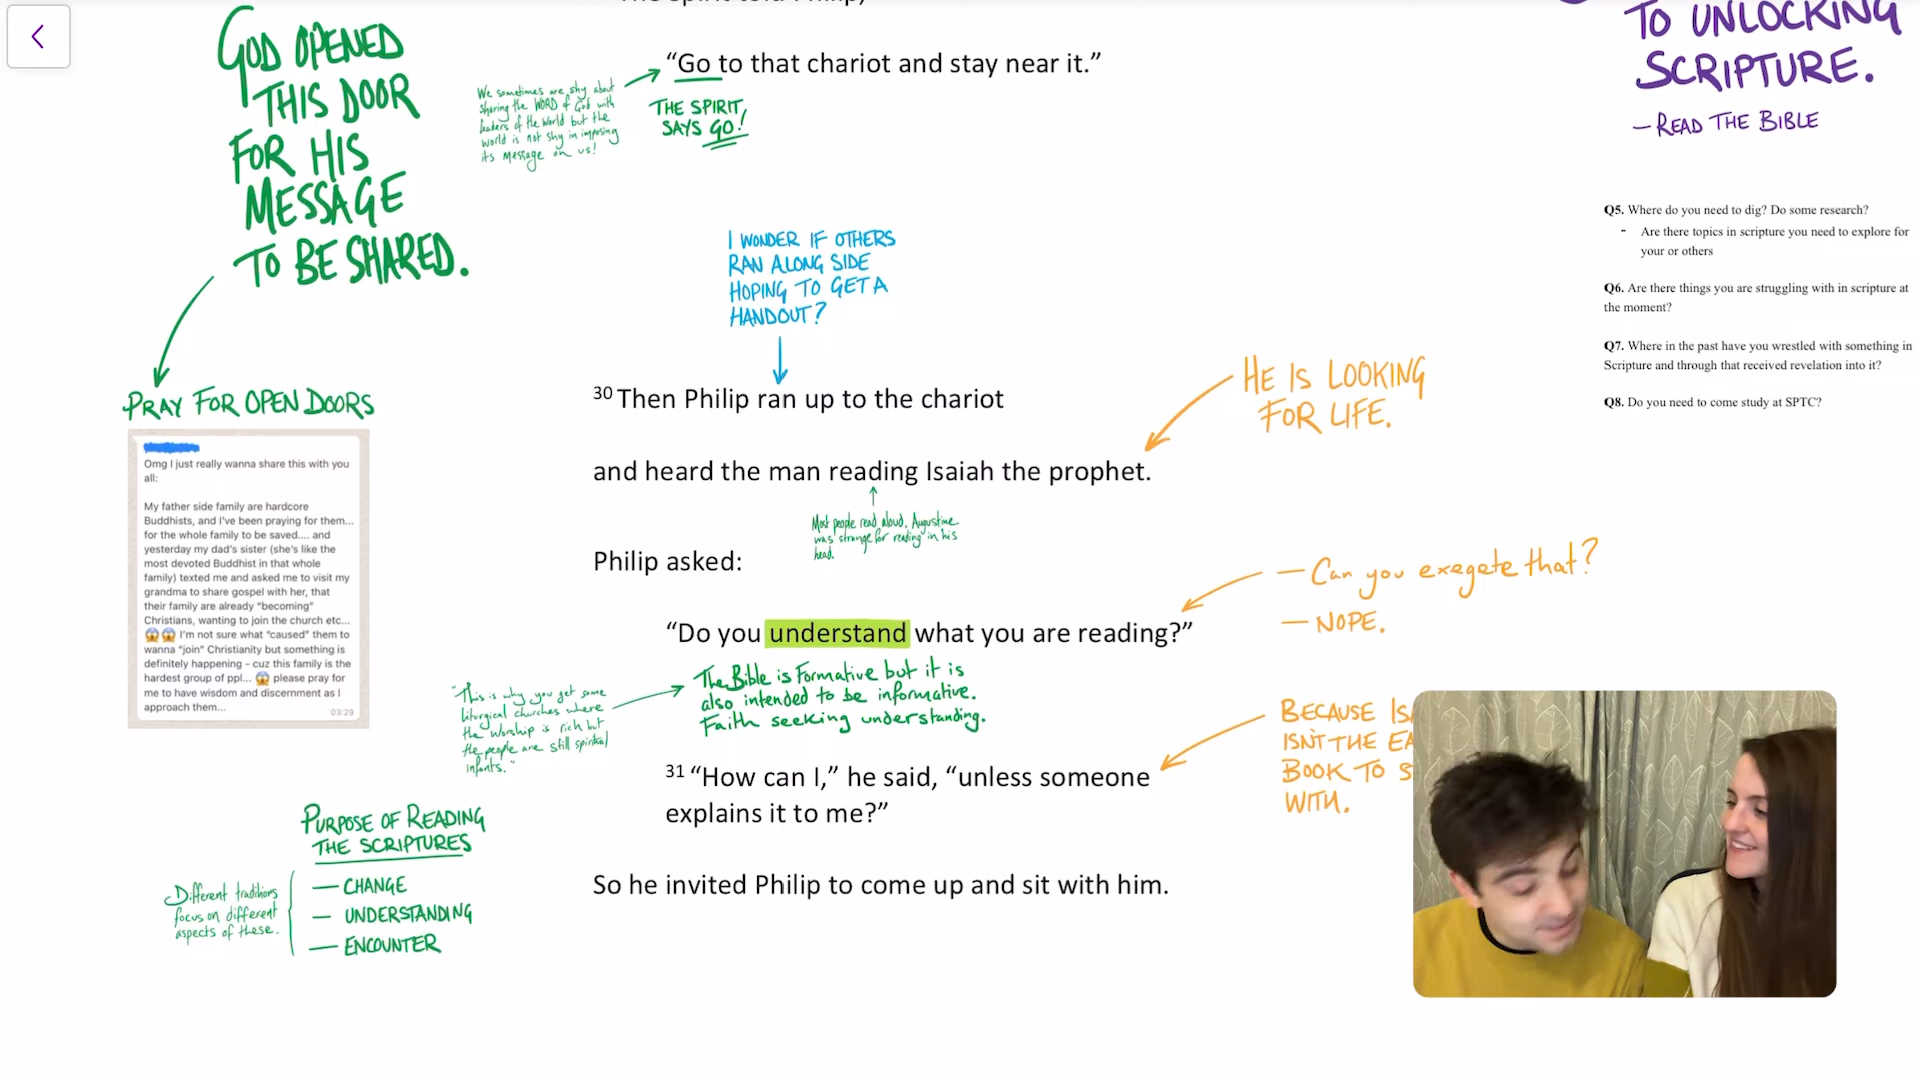 GOD OPENED
THIS DOOR
FOR HIS
MESSAGE
TO BE SHARED.
PRAY FOR OPEN DOORS
Omg I just really wanna share this with you
all:
My father side family are hardcore
Buddhists, and I've been praying for them...
for the whole family to be saved.... and
yesterday my dad's sister (she's like the
most devoted Buddhist in that whole
family) texted me and asked me to visit my
grandma to share gospel with her, that
their family are already "becoming"
Christians, wanting to join the church etc...
😱😱 I'm not sure what "caused" them to
wanna "join" Christianity but something is
definitely happening - cuz this family is the
hardest group of ppl... 😱 please pray for
me to have wisdom and discernment as I
approach them...
03:29
We sometimes are shy about
sharing the WORD of God with
leaders of the world but the
world is not shy in imposing
its message on us!
“Go to that chariot and stay near it.”
THE SPIRIT
SAYS GO!
I WONDER IF OTHERS
RAN ALONG SIDE
HOPING TO GET A
HANDOUT?
30 Then Philip ran up to the chariot
and heard the man reading Isaiah the prophet.
HE IS LOOKING
FOR LIFE.
Most people read aloud. Augustine
was strange for reading in his
head.
Philip asked:
— Can you exegete that?
— NOPE.
“Do you understand what you are reading?”
The Bible is Formative but it is
also intended to be informative.
Faith seeking understanding.
"This is why you get some
liturgical churches where
the worship is rich but
the people are still spiritual
infants."
31 “How can I,” he said, “unless someone
explains it to me?”
BECAUSE
ISN'T THE
BOOK TO
WITH.
So he invited Philip to come up and sit with him.
PURPOSE OF READING
THE SCRIPTURES
— CHANGE
— UNDERSTANDING
— ENCOUNTER
Different traditions
focus on different
aspects of these.
TO UNLOCKING
SCRIPTURE.
— READ THE BIBLE
Q5. Where do you need to dig? Do some research?
- Are there topics in scripture you need to explore for
your or others
Q6. Are there things you are struggling with in scripture at
the moment?
Q7. Where in the past have you wrestled with something in
Scripture and through that received revelation into it?
Q8. Do you need to come study at SPTC?